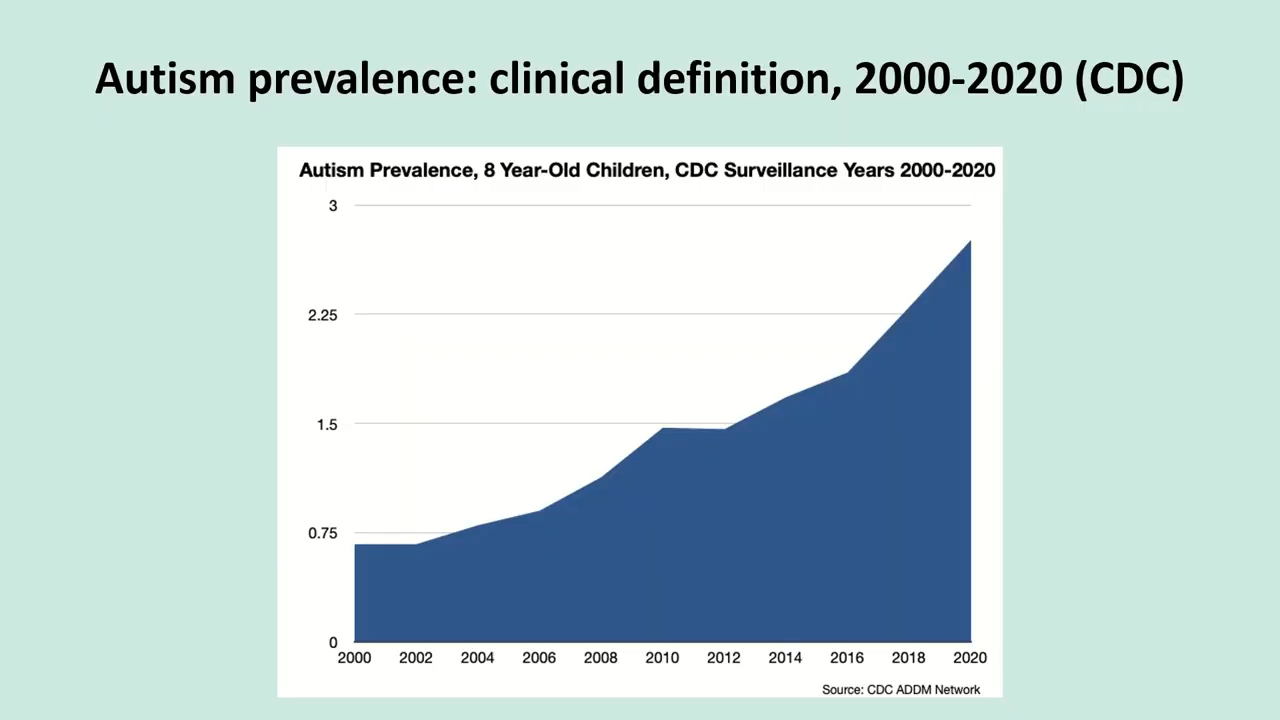 Autism prevalence: clinical definition, 2000-2020 (CDC)
Autism Prevalence, 8 Year-Old Children, CDC Surveillance Years 2000-2020
3
2.25
1.5
0.75
0
2000 2002 2004 2006 2008 2010 2012 2014 2016 2018 2020
Source: CDC ADDM Network